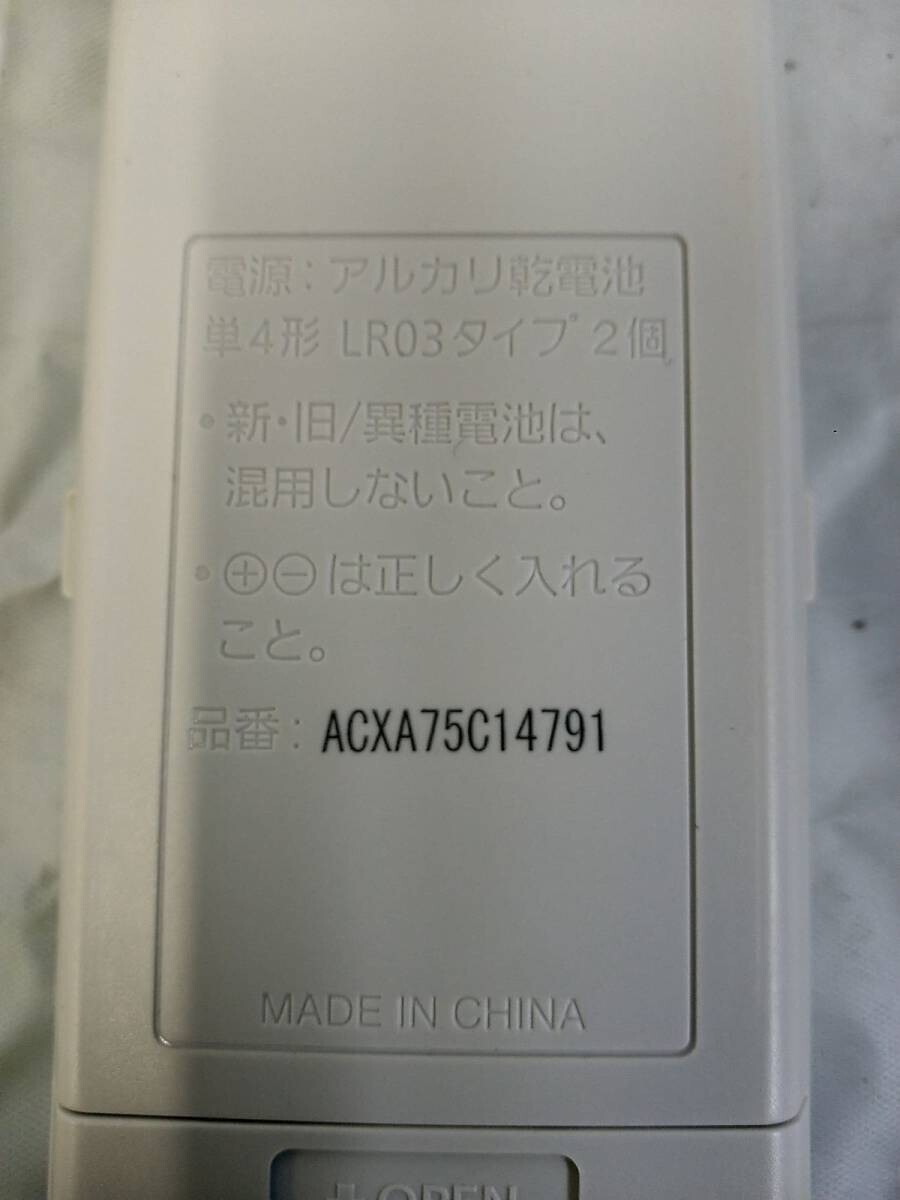 電源:アルカリ乾電池
単4形 LR03タイプ 2個
・新・旧/異種電池は、
混用しないこと。
・⊕⊖は正しく入れる
こと。
品番: ACXA75C14791
MADE IN CHINA
OPEN